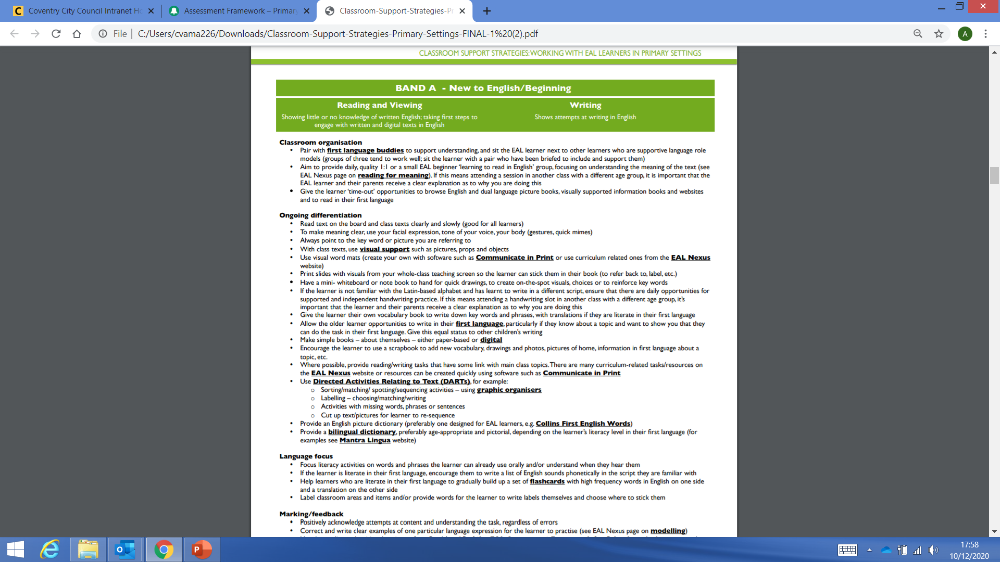 Coventry City Council Intranet Ho
Assessment Framework – Primary
Classroom-Support-Strategies-Pr
File
C:/Users/cvama226/Downloads/Classroom-Support-Strategies-Primary-Settings-FINAL-1%20(2).pdf
A
CLASSROOM SUPPORT STRATEGIES: WORKING WITH EAL LEARNERS IN PRIMARY SETTINGS
BAND A - New to English/Beginning
Reading and Viewing
Showing little or no knowledge of written English; taking first steps to
engage with written and digital texts in English
Writing
Shows attempts at writing in English
Classroom organisation
• Pair with first language buddies to support understanding, and sit the EAL learner next to other learners who are supportive language role
models (groups of three tend to work well; sit the learner with a pair who have been briefed to include and support them)
• Aim to provide daily, quality 1:1 or a small EAL beginner ‘learning to read in English’ group, focusing on understanding the meaning of the text (see
EAL Nexus page on reading for meaning). If this means attending a session in another class with a different age group, it is important that the
EAL learner and their parents receive a clear explanation as to why you are doing this
• Give the learner ‘time-out’ opportunities to browse English and dual language picture books, visually supported information books and websites
and to read in their first language
Ongoing differentiation
• Read text on the board and class texts clearly and slowly (good for all learners)
• To make meaning clear, use your facial expression, tone of your voice, your body (gestures, quick mimes)
• Always point to the key word or picture you are referring to
• With class texts, use visual support such as pictures, props and objects
• Use visual word mats (create your own with software such as Communicate in Print or use curriculum related ones from the EAL Nexus
website)
• Print slides with visuals from your whole-class teaching screen so the learner can stick them in their book (to refer back to, label, etc.)
• Have a mini- whiteboard or note book to hand for quick drawings, to create on-the-spot visuals, choices or to reinforce key words
• If the learner is not familiar with the Latin-based alphabet and has learnt to write in a different script, ensure that there are daily opportunities for
supported and independent handwriting practice. If this means attending a handwriting slot in another class with a different age group, it’s
important that the learner and their parents receive a clear explanation as to why you are doing this
• Give the learner their own vocabulary book to write down key words and phrases, with translations if they are literate in their first language
• Allow the older learner opportunities to write in their first language, particularly if they know about a topic and want to show you that they
can do the task in their first language. Give this equal status to other children’s writing
• Make simple books – about themselves – either paper-based or digital
• Encourage the learner to use a scrapbook to add new vocabulary, drawings and photos, pictures of home, information in first language about a
topic, etc.
• Where possible, provide reading/writing tasks that have some link with main class topics. There are many curriculum-related tasks/resources on
the EAL Nexus website or resources can be created quickly using software such as Communicate in Print
• Use Directed Activities Relating to Text (DARTs), for example:
o Sorting/matching/ spotting/sequencing activities – using graphic organisers
o Labelling – choosing/matching/writing
o Activities with missing words, phrases or sentences
o Cut up text/pictures for learner to re-sequence
• Provide an English picture dictionary (preferably one designed for EAL learners, e.g. Collins First English Words)
• Provide a bilingual dictionary, preferably age-appropriate and pictorial, depending on the learner’s literacy level in their first language (for
examples see Mantra Lingua website)
Language focus
• Focus literacy activities on words and phrases the learner can already use orally and/or understand when they hear them
• If the learner is literate in their first language, encourage them to write a list of English sounds phonetically in the script they are familiar with
• Help learners who are literate in their first language to gradually build up a set of flashcards with high frequency words in English on one side
and a translation on the other side
• Label classroom areas and items and/or provide words for the learner to write labels themselves and choose where to stick them
Marking/feedback
• Positively acknowledge attempts at content and understanding the task, regardless of errors
• Correct and write clear examples of one particular language expression for the learner to practise (see EAL Nexus page on modelling)
17:58
10/12/2020